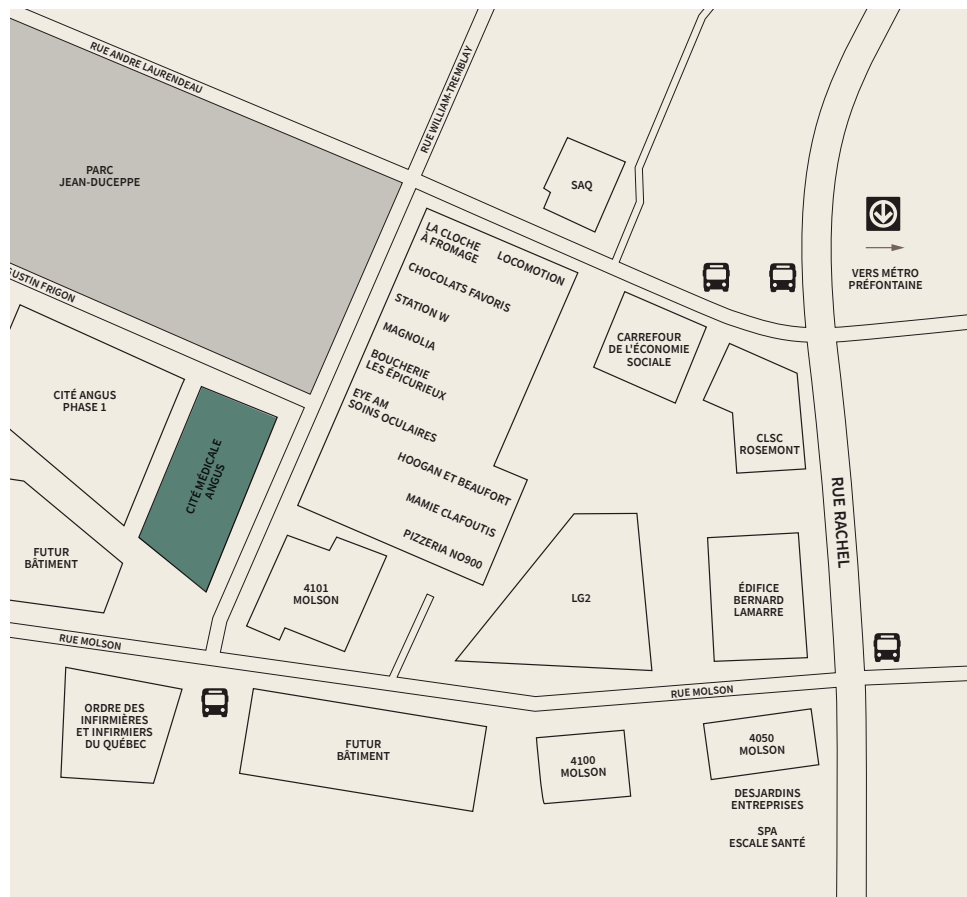 RUE ANDRE LAURENDEAU
RUE WILLIAM-TREMBLAY
PARC
JEAN-DUCEPPE
SAQ
VERS MÉTRO
PRÉFONTAINE
LA CLOCHE
À FROMAGE
LOCOMOTION
CHOCOLATS FAVORIS
STATION W
MAGNOLIA
BOUCHERIE
LES ÉPICURIEUX
EYE AM
SOINS OCULAIRES
HOOGAN ET BEAUFORT
MAMIE CLAFOUTIS
PIZZERIA NO900
USTIN FRIGON
CARREFOUR
DE L'ÉCONOMIE
SOCIALE
CITÉ ANGUS
PHASE 1
CITÉ MÉDICALE
ANGUS
CLSC
ROSEMONT
RUE RACHEL
FUTUR
BÂTIMENT
4101
MOLSON
LG2
ÉDIFICE
BERNARD
LAMARRE
RUE MOLSON
RUE MOLSON
ORDRE DES
INFIRMIÈRES
ET INFIRMIERS
DU QUÉBEC
FUTUR
BÂTIMENT
4100
MOLSON
4050
MOLSON
DESJARDINS
ENTREPRISES
SPA
ESCALE SANTÉ